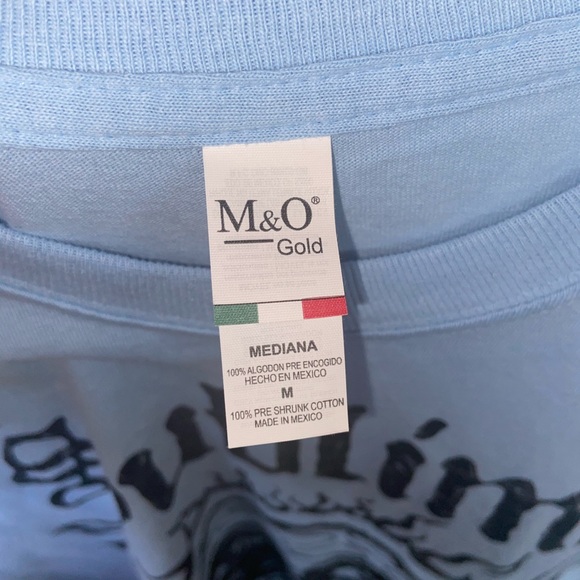 M&O®
Gold
MEDIANA
100% ALGODON PRE ENCOGIDO
HECHO EN MEXICO
M
100% PRE SHRUNK COTTON
MADE IN MEXICO